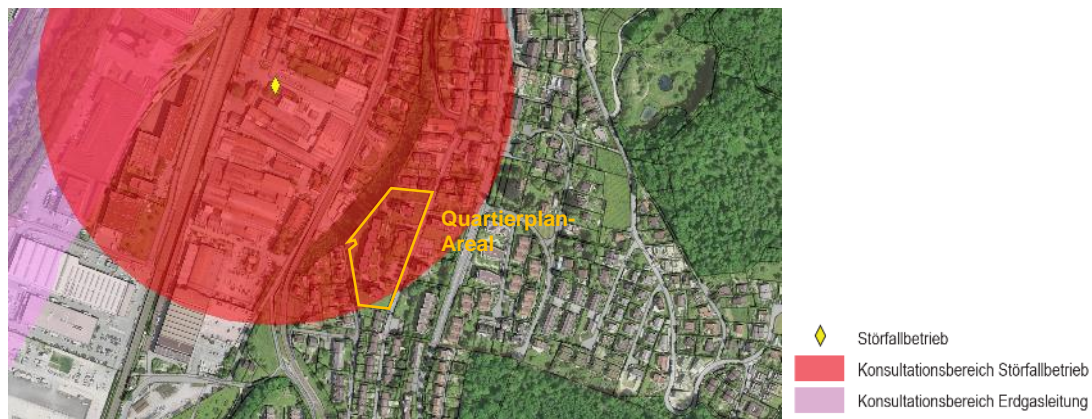 Quartierplan-
Areal
Störfallbetrieb
Konsultationsbereich Störfallbetrieb
Konsultationsbereich Erdgasleitung